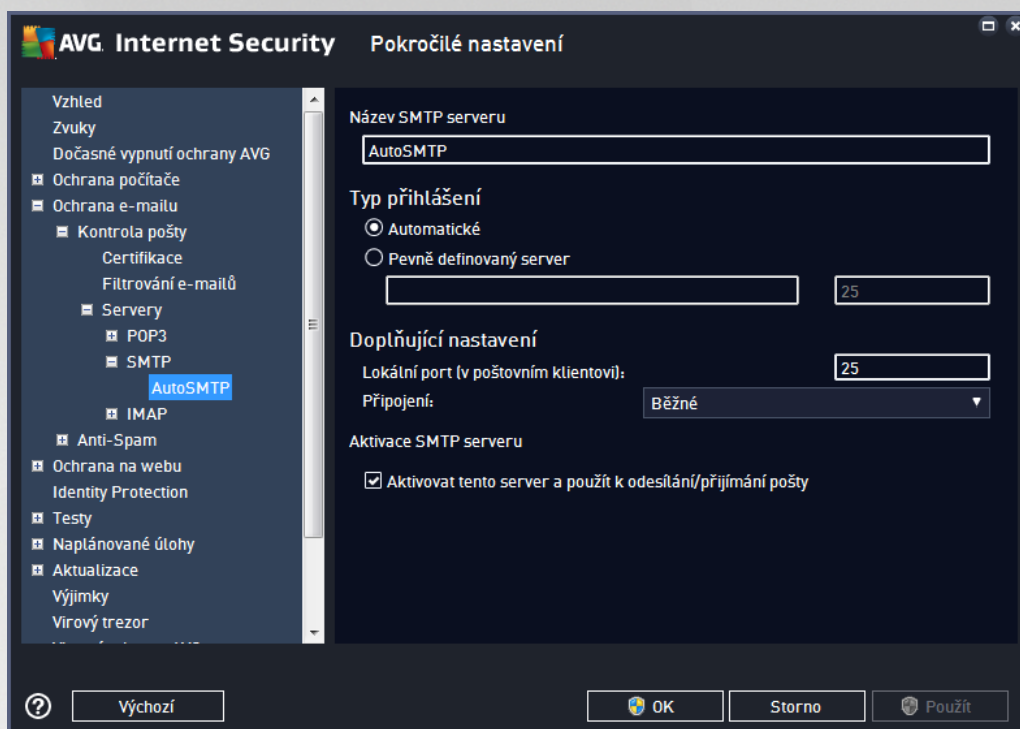 AVG. Internet Security
Pokročilé nastavení
Vzhled
Zvuky
Dočasné vypnutí ochrany AVG
Ochrana počítače
Ochrana e-mailu
Kontrola pošty
Certifikace
Filtrování e-mailů
Servery
POP3
SMTP
AutoSMTP
IMAP
Anti-Spam
Ochrana na webu
Identity Protection
Testy
Naplánované úlohy
Aktualizace
Výjimky
Virový trezor
Název SMTP serveru
AutoSMTP
Typ přihlášení
Automatické
Pevně definovaný server
25
Doplňující nastavení
Lokální port (v poštovním klientovi): 25
Připojení: Běžné
Aktivace SMTP serveru
Aktivovat tento server a použít k odesílání/přijímání pošty
Výchozí
OK
Storno
Použít